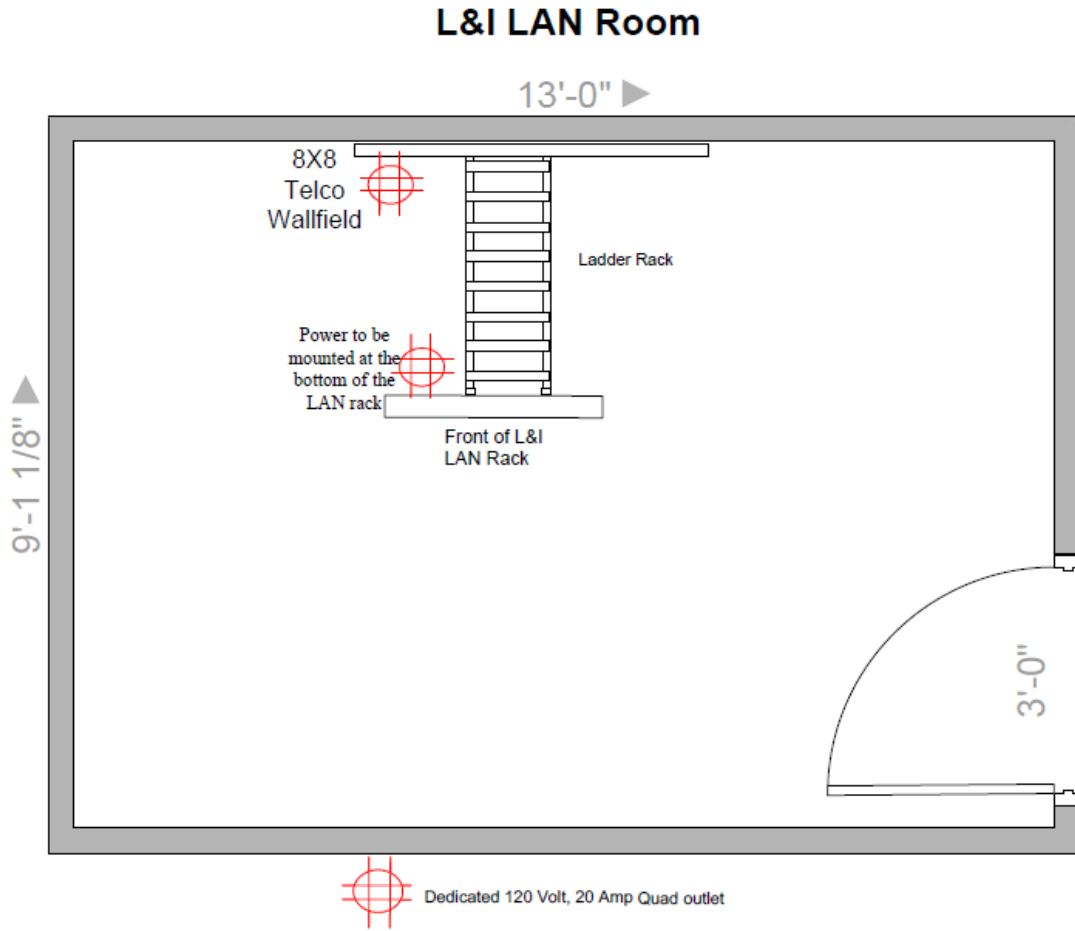 L&I LAN Room
13'-0"
8X8
Telco
Wallfield
Ladder Rack
Power to be
mounted at the
bottom of the
LAN rack
Front of L&I
LAN Rack
9'-1 1/8"
3'-0"
Dedicated 120 Volt, 20 Amp Quad outlet